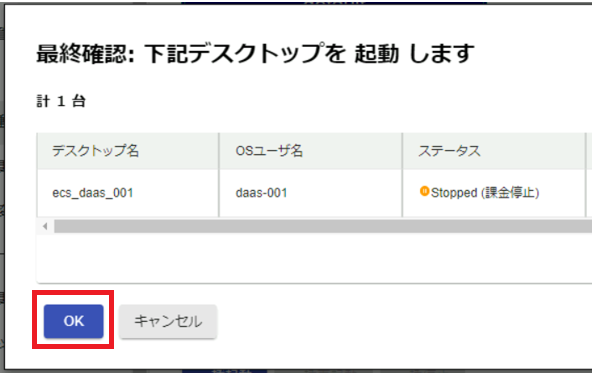 最終確認: 下記デスクトップを 起動 します
計 1 台
デスクトップ名 OSユーザ名 ステータス
ecs_daas_001 daas-001 Stopped (課金停止)
OK キャンセル